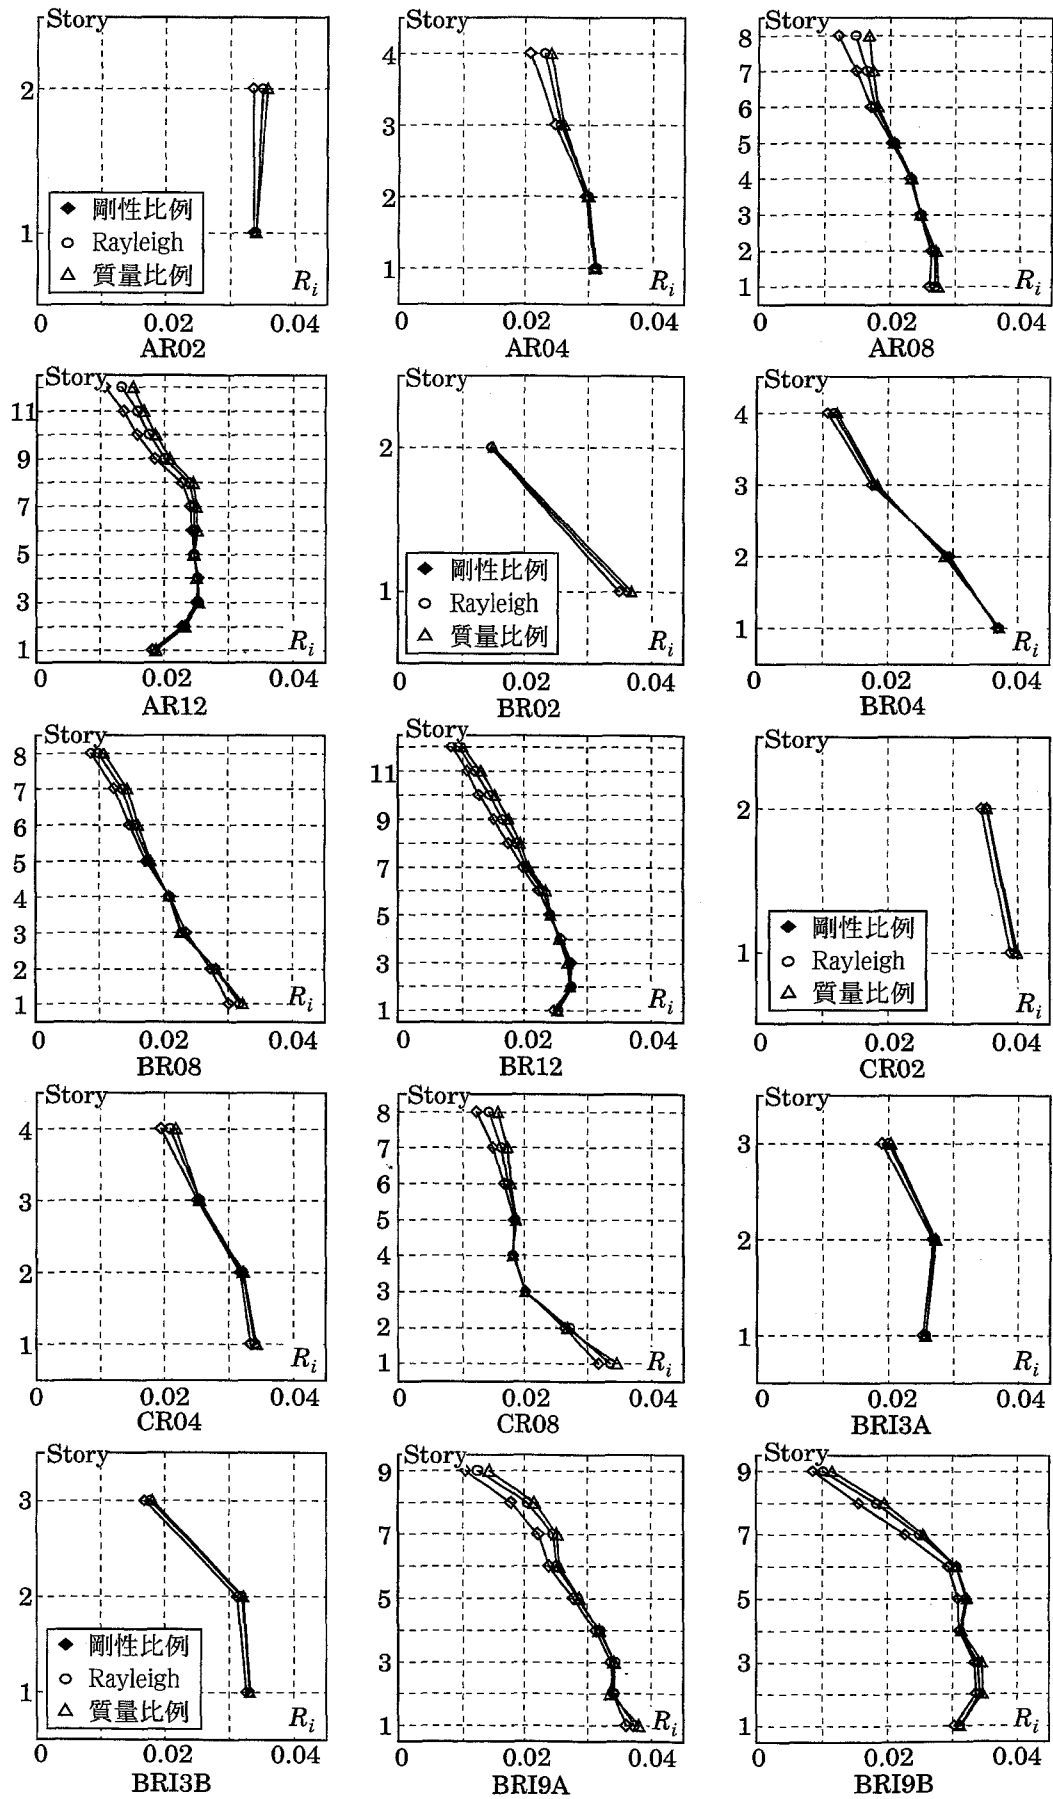 Story
2
1
◆ 剛性比例
○ Rayleigh
△ 質量比例
R_i
0 0.02 0.04
AR02
Story
4
3
2
1
R_i
0 0.02 0.04
AR04
Story
8
7
6
5
4
3
2
1
R_i
0 0.02 0.04
AR08
Story
11
9
7
5
3
1
R_i
0 0.02 0.04
AR12
Story
2
1
◆ 剛性比例
○ Rayleigh
△ 質量比例
R_i
0 0.02 0.04
BR02
Story
4
3
2
1
R_i
0 0.02 0.04
BR04
Story
8
7
6
5
4
3
2
1
R_i
0 0.02 0.04
BR08
Story
11
9
7
5
3
1
R_i
0 0.02 0.04
BR12
Story
2
1
◆ 剛性比例
○ Rayleigh
△ 質量比例
R_i
0 0.02 0.04
CR02
Story
4
3
2
1
R_i
0 0.02 0.04
CR04
Story
8
7
6
5
4
3
2
1
R_i
0 0.02 0.04
CR08
Story
3
2
1
R_i
0 0.02 0.04
BRI3A
Story
3
2
1
◆ 剛性比例
○ Rayleigh
△ 質量比例
R_i
0 0.02 0.04
BRI3B
Story
9
7
5
3
1
R_i
0 0.02 0.04
BRI9A
Story
9
7
5
3
1
R_i
0 0.02 0.04
BRI9B